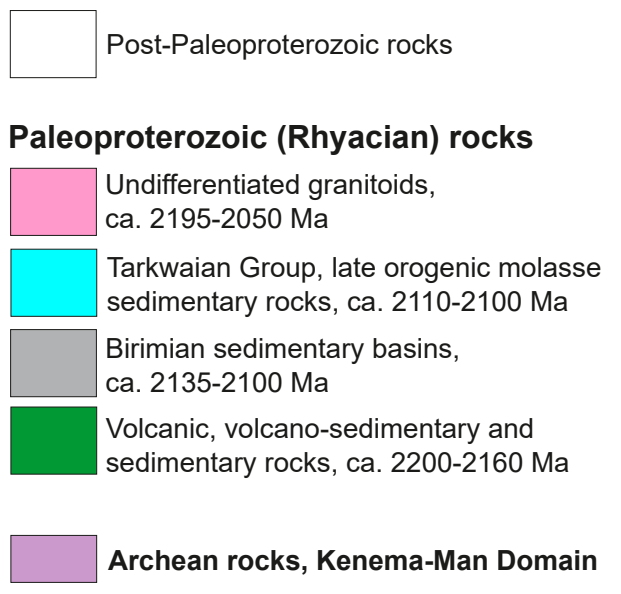 Post-Paleoproterozoic rocks
Paleoproterozoic (Rhyacian) rocks
Undifferentiated granitoids,
ca. 2195-2050 Ma
Tarkwaian Group, late orogenic molasse
sedimentary rocks, ca. 2110-2100 Ma
Birimian sedimentary basins,
ca. 2135-2100 Ma
Volcanic, volcano-sedimentary and
sedimentary rocks, ca. 2200-2160 Ma
Archean rocks, Kenema-Man Domain